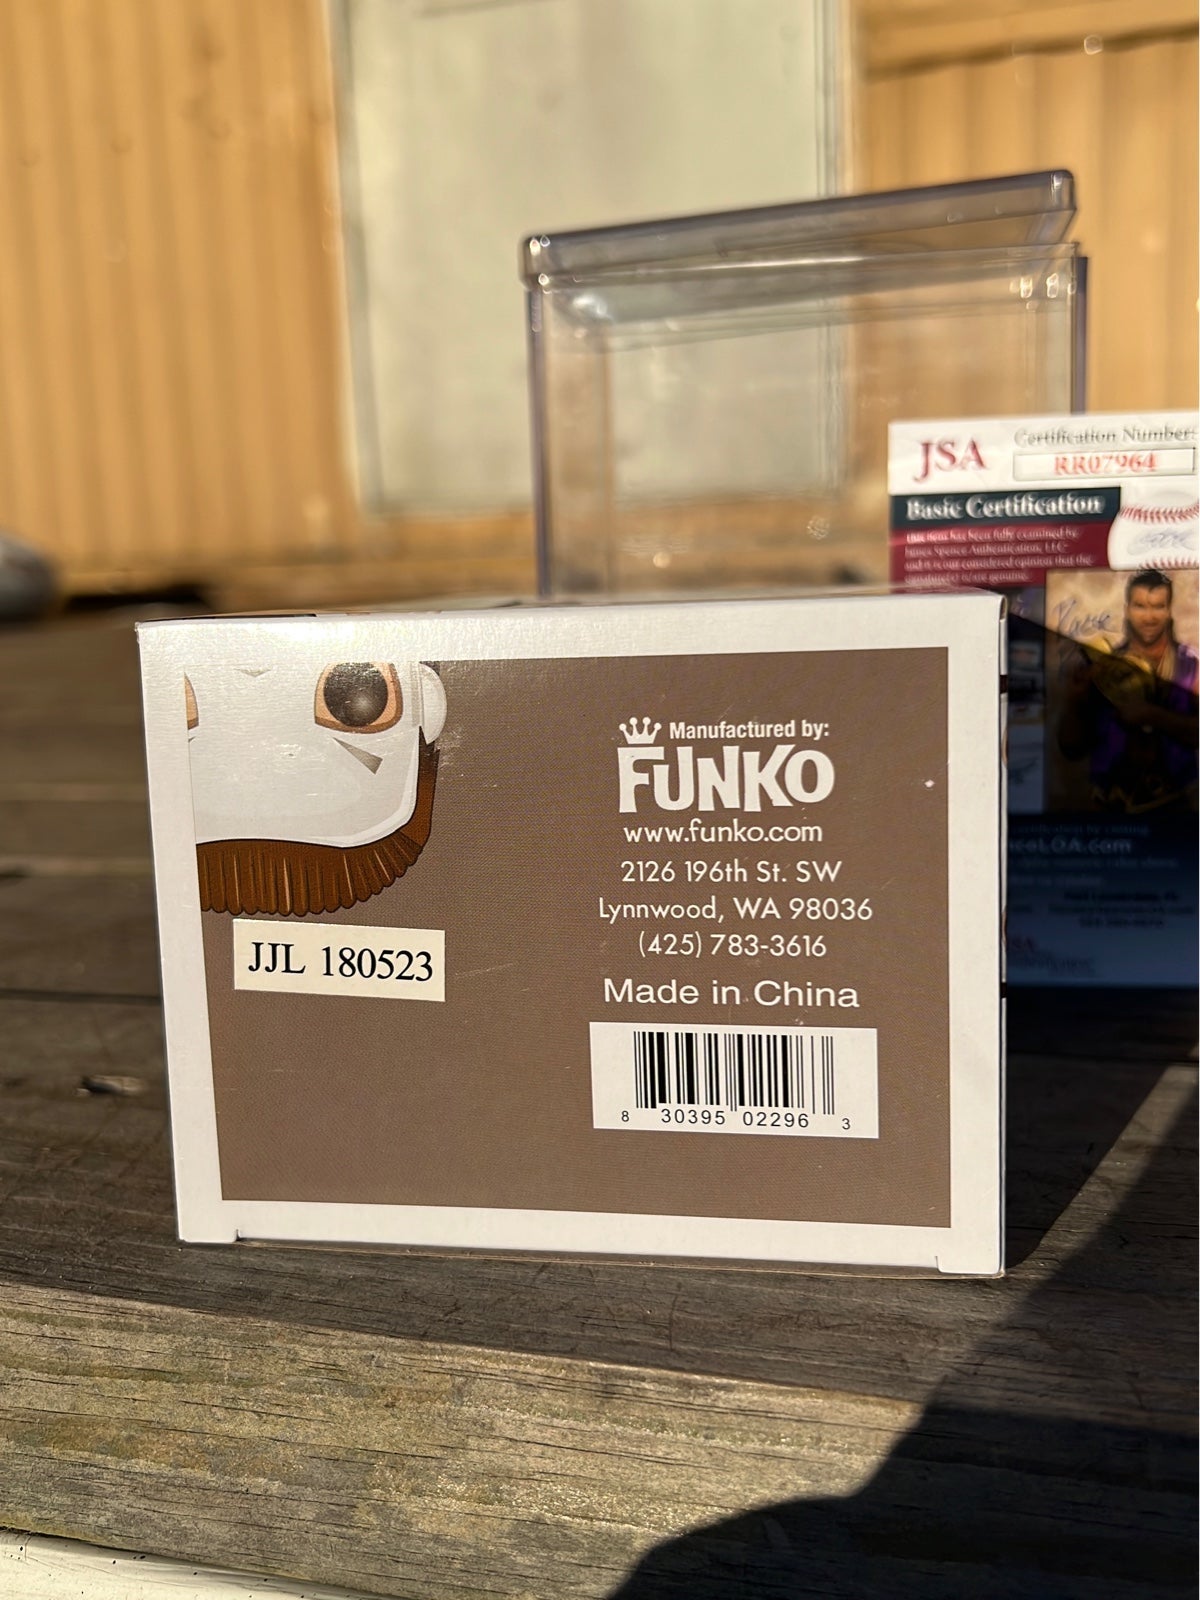 JSA
Certification Number:
RR07964
Basic Certification
Manufactured by:
FUNKO
www.funko.com
2126 196th St. SW
Lynnwood, WA 98036
(425) 783-3616
Made in China
JJL 180523
8 30395 02296 3